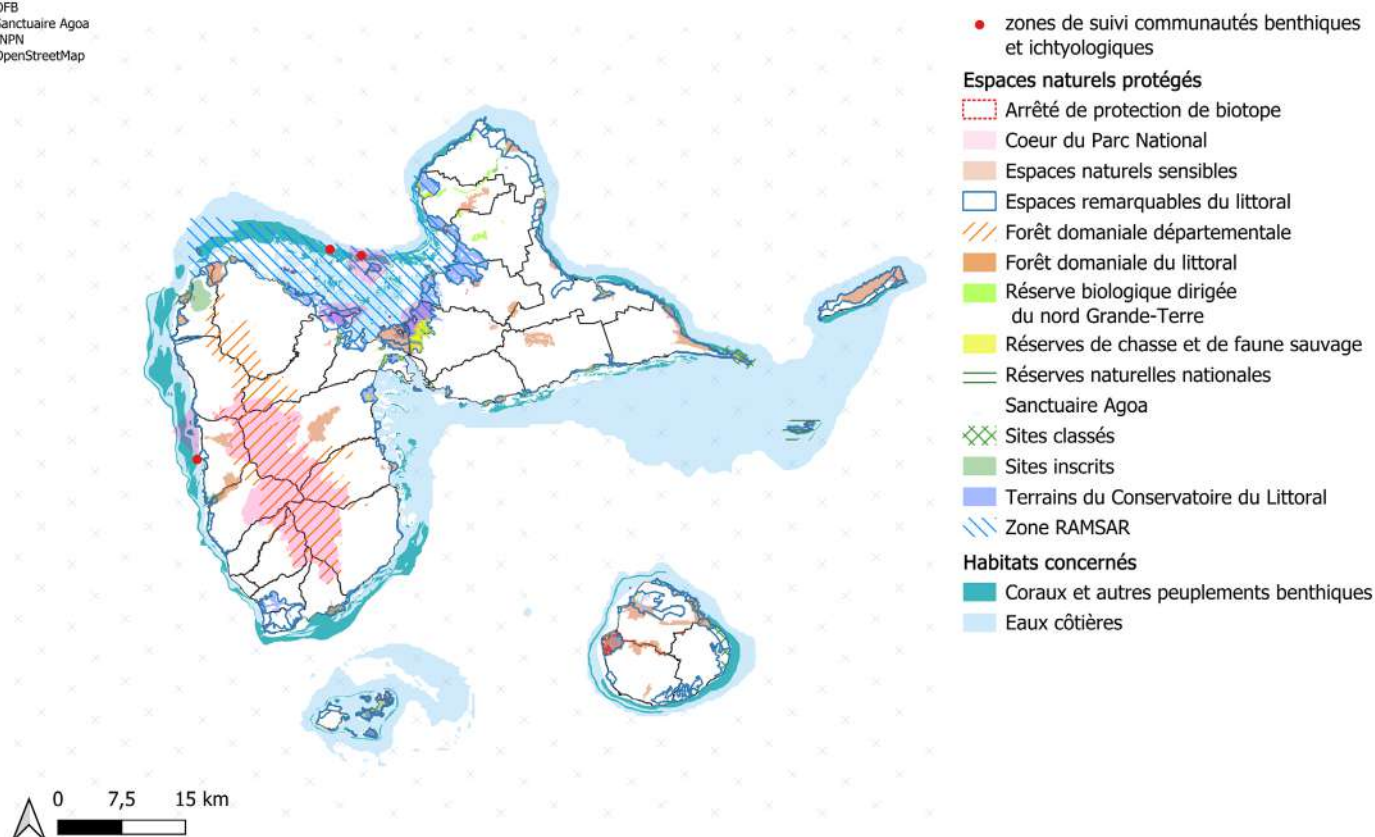 OFB
Sanctuaire Agoa
INPN
OpenStreetMap
zones de suivi communautés benthiques
et ichtyologiques
Espaces naturels protégés
Arrêté de protection de biotope
Coeur du Parc National
Espaces naturels sensibles
Espaces remarquables du littoral
Forêt domaniale départementale
Forêt domaniale du littoral
Réserve biologique dirigée
du nord Grande-Terre
Réserves de chasse et de faune sauvage
Réserves naturelles nationales
Sanctuaire Agoa
Sites classés
Sites inscrits
Terrains du Conservatoire du Littoral
Zone RAMSAR
Habitats concernés
Coraux et autres peuplements benthiques
Eaux côtières
0 7,5 15 km